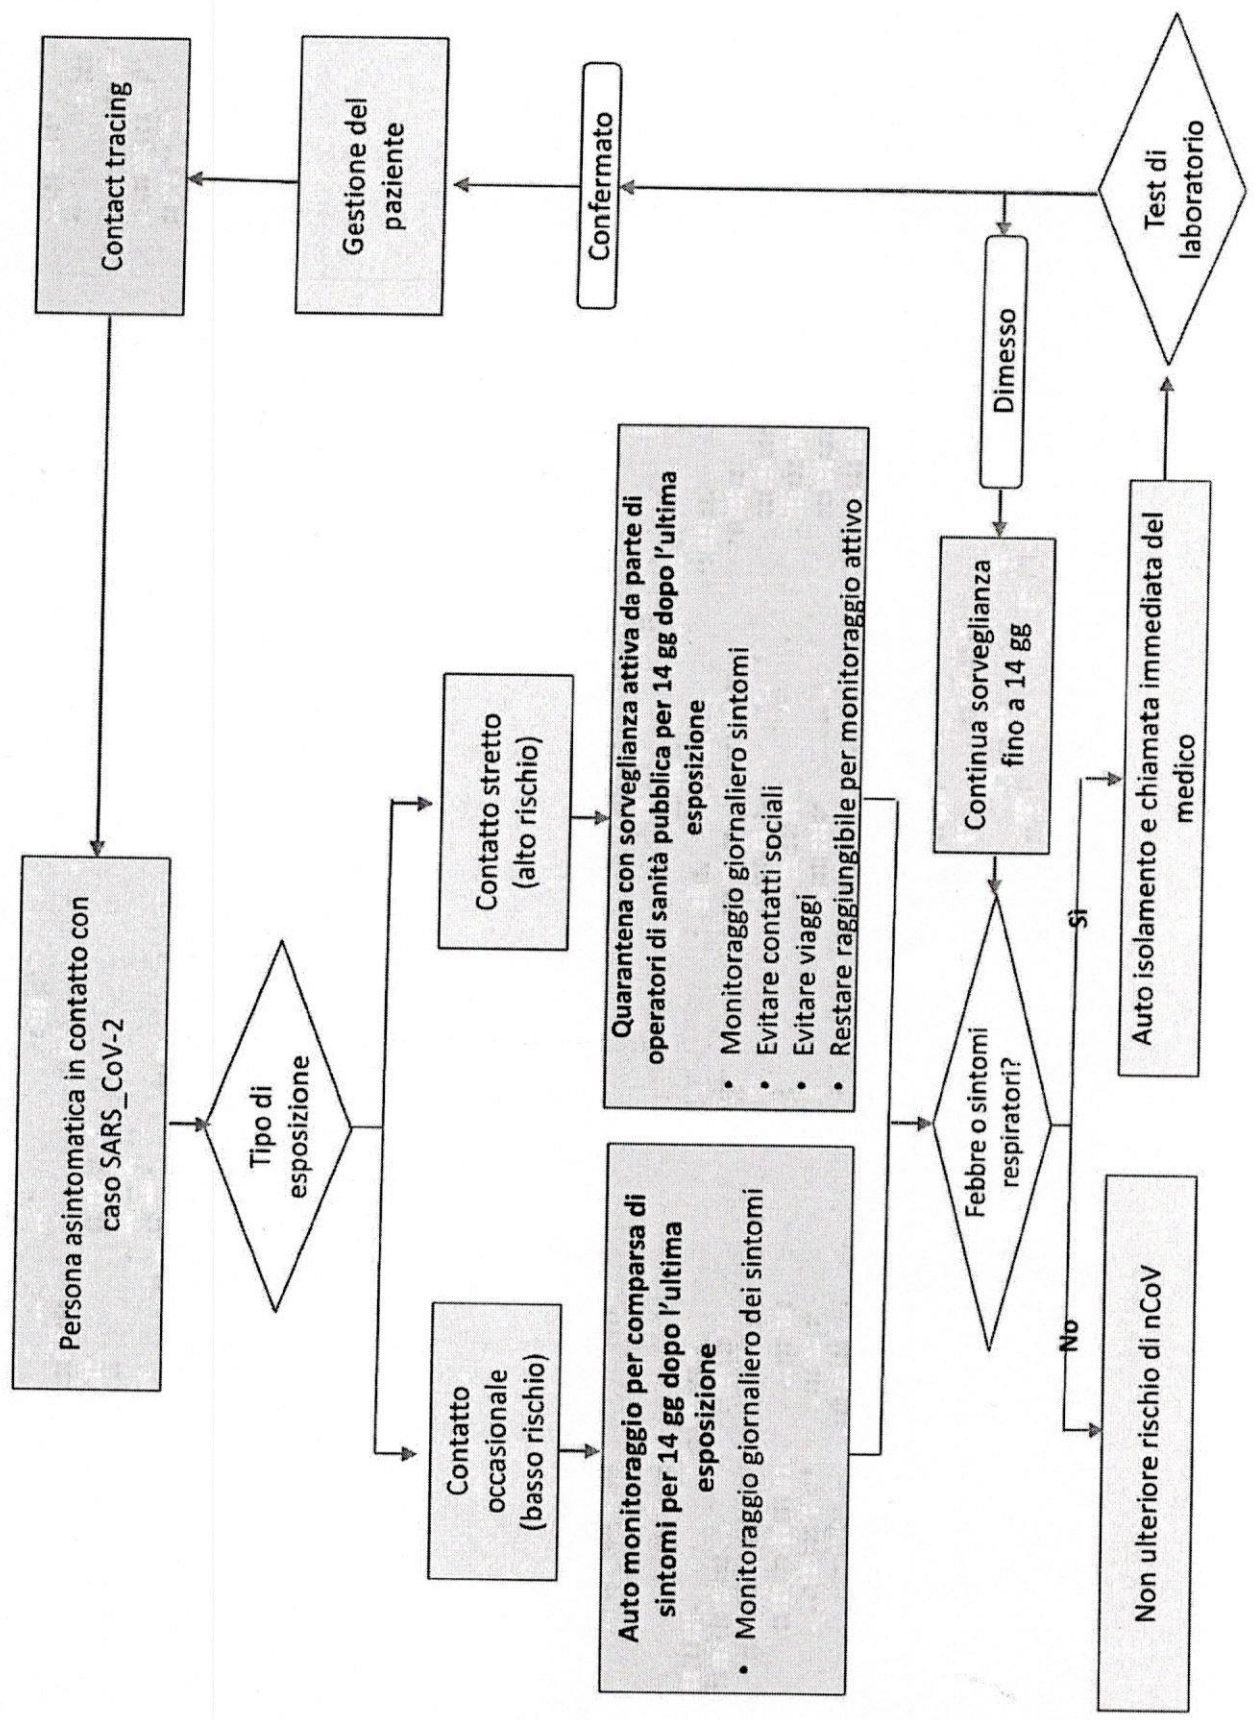 Persona asintomatica in contatto con
caso SARS_CoV-2
Contact tracing
Tipo di
esposizione
Gestione del
paziente
Contatto
occasionale
(basso rischio)
Contatto stretto
(alto rischio)
Confermato
Auto monitoraggio per comparsa di
sintomi per 14 gg dopo l'ultima
esposizione
• Monitoraggio giornaliero dei sintomi
Quarantena con sorveglianza attiva da parte di
operatori di sanità pubblica per 14 gg dopo l'ultima
esposizione
• Monitoraggio giornaliero sintomi
• Evitare contatti sociali
• Evitare viaggi
• Restare raggiungibile per monitoraggio attivo
Febbre o sintomi
respiratori?
Continua sorveglianza
fino a 14 gg
Dimesso
No
Sì
Non ulteriore rischio di nCoV
Auto isolamento e chiamata immediata del
medico
Test di
laboratorio